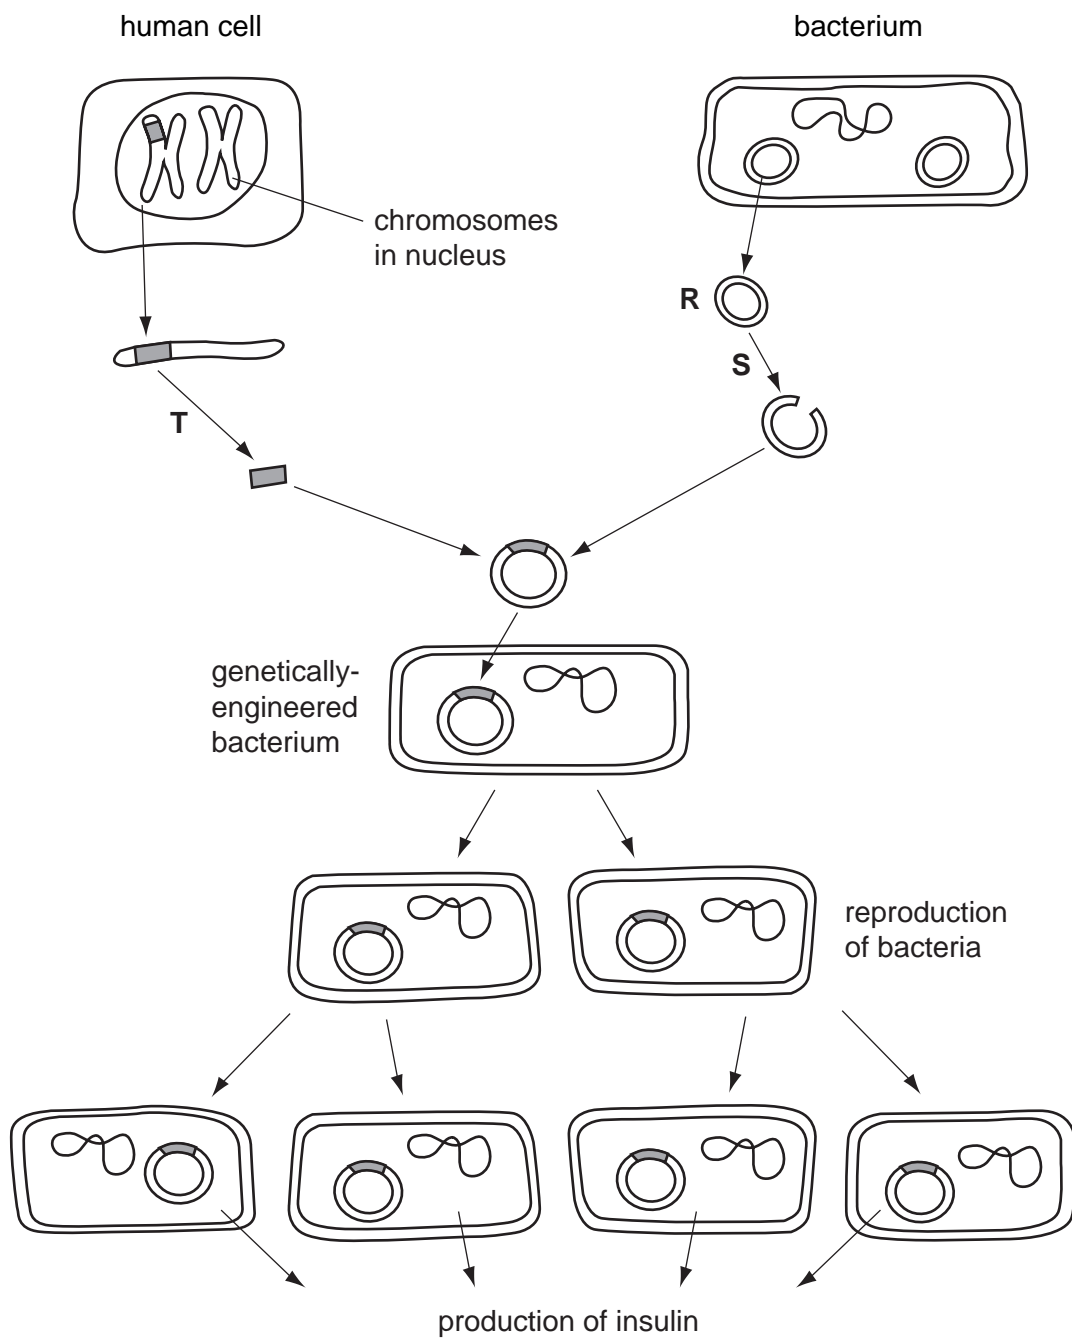 human cell
bacterium
chromosomes
in nucleus
R
S
T
genetically-
engineered
bacterium
reproduction
of bacteria
production of insulin